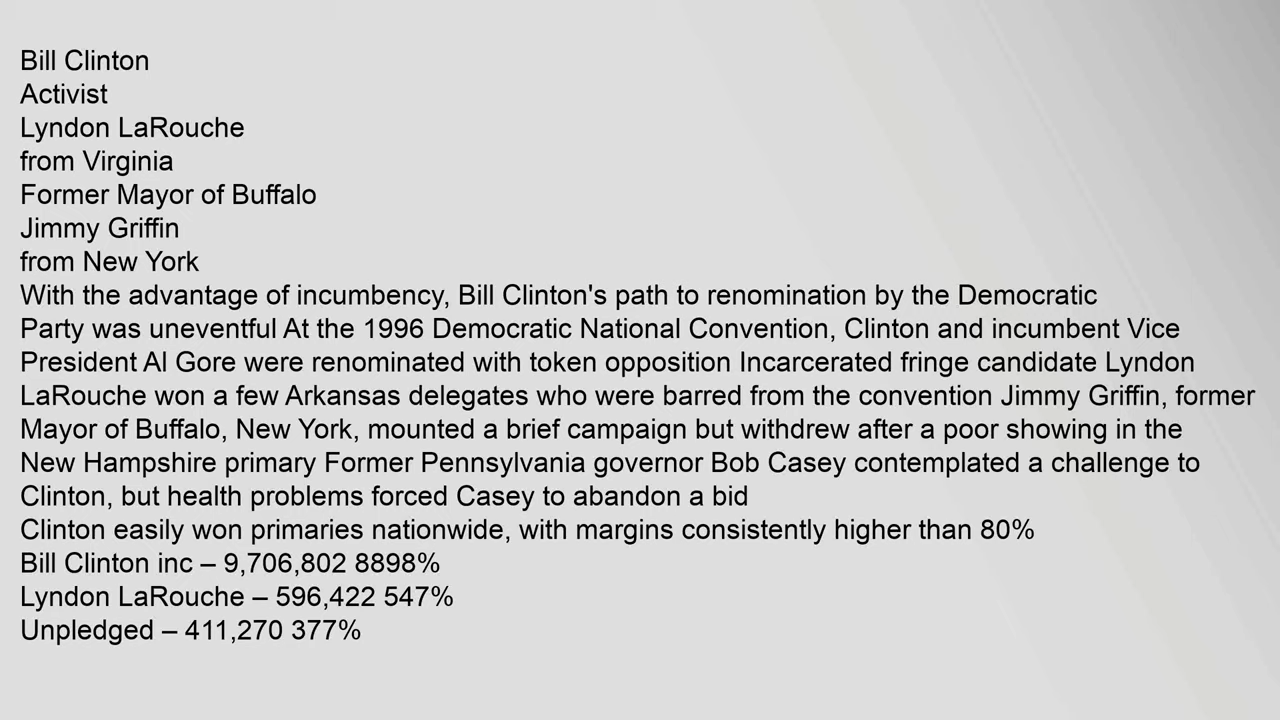 Bill Clinton
Activist
Lyndon LaRouche
from Virginia
Former Mayor of Buffalo
Jimmy Griffin
from New York
With the advantage of incumbency, Bill Clinton's path to renomination by the Democratic
Party was uneventful At the 1996 Democratic National Convention, Clinton and incumbent Vice
President Al Gore were renominated with token opposition Incarcerated fringe candidate Lyndon
LaRouche won a few Arkansas delegates who were barred from the convention Jimmy Griffin, former
Mayor of Buffalo, New York, mounted a brief campaign but withdrew after a poor showing in the
New Hampshire primary Former Pennsylvania governor Bob Casey contemplated a challenge to
Clinton, but health problems forced Casey to abandon a bid
Clinton easily won primaries nationwide, with margins consistently higher than 80%
Bill Clinton inc – 9,706,802 8898%
Lyndon LaRouche – 596,422 547%
Unpledged – 411,270 377%